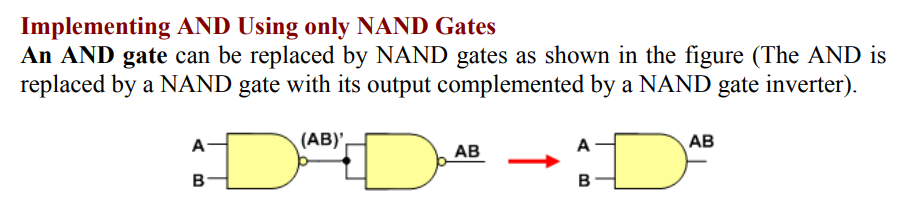 Implementing AND Using only NAND Gates
An AND gate can be replaced by NAND gates as shown in the figure (The AND is
replaced by a NAND gate with its output complemented by a NAND gate inverter).
A (AB)' AB A AB
B B